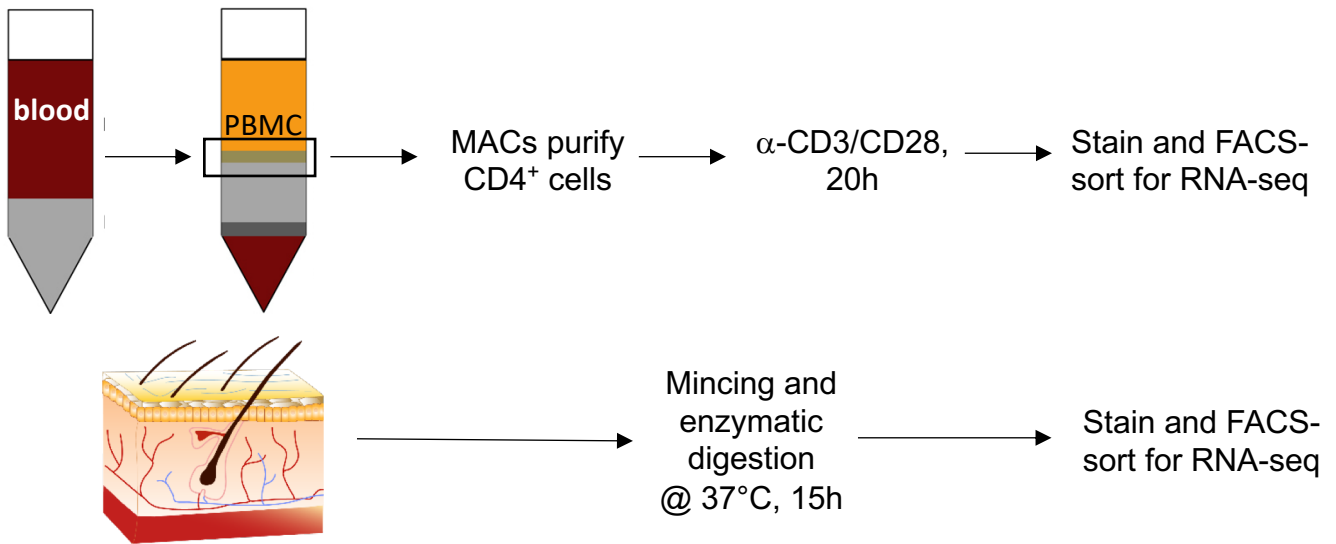 blood
PBMC
MACs purify
CD4⁺ cells
α-CD3/CD28,
20h
Stain and FACS-
sort for RNA-seq
Mincing and
enzymatic
digestion
@ 37°C, 15h
Stain and FACS-
sort for RNA-seq